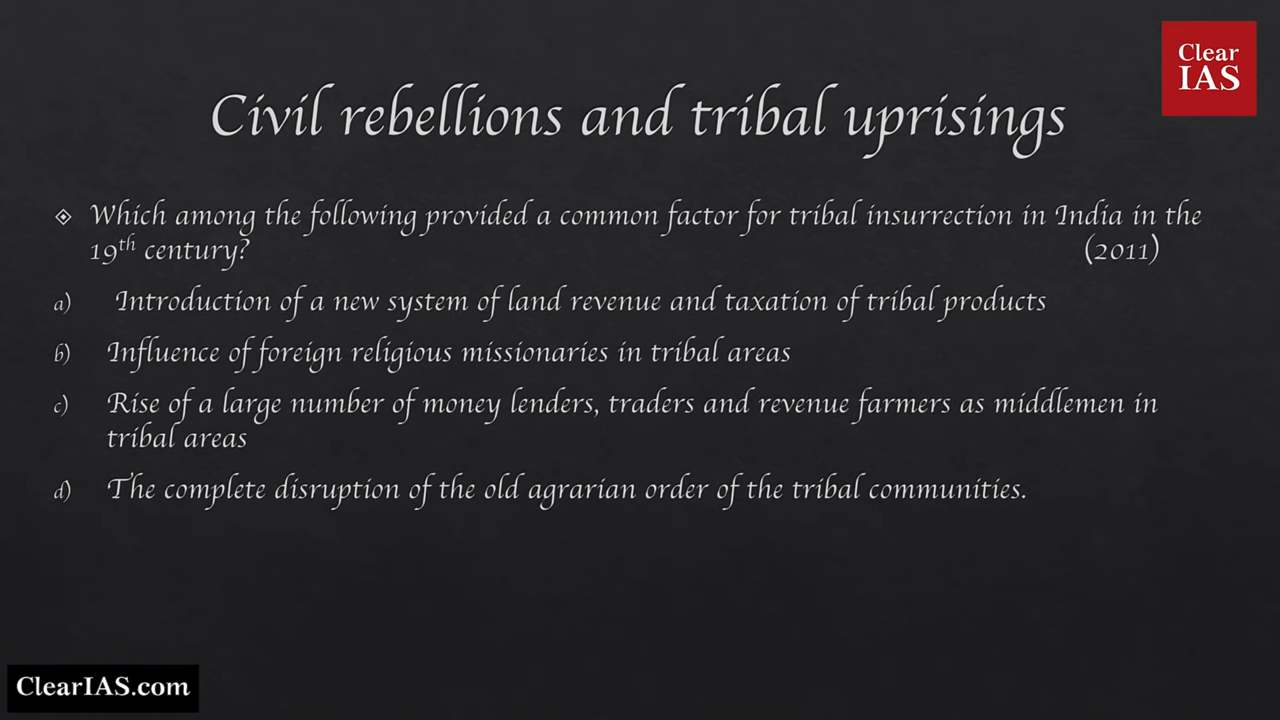 Clear
IAS
Civil rebellions and tribal uprisings
Which among the following provided a common factor for tribal insurrection in India in the
19th century? (2011)
a) Introduction of a new system of land revenue and taxation of tribal products
b) Influence of foreign religious missionaries in tribal areas
c) Rise of a large number of money lenders, traders and revenue farmers as middlemen in
tribal areas
d) The complete disruption of the old agrarian order of the tribal communities.
ClearIAS.com